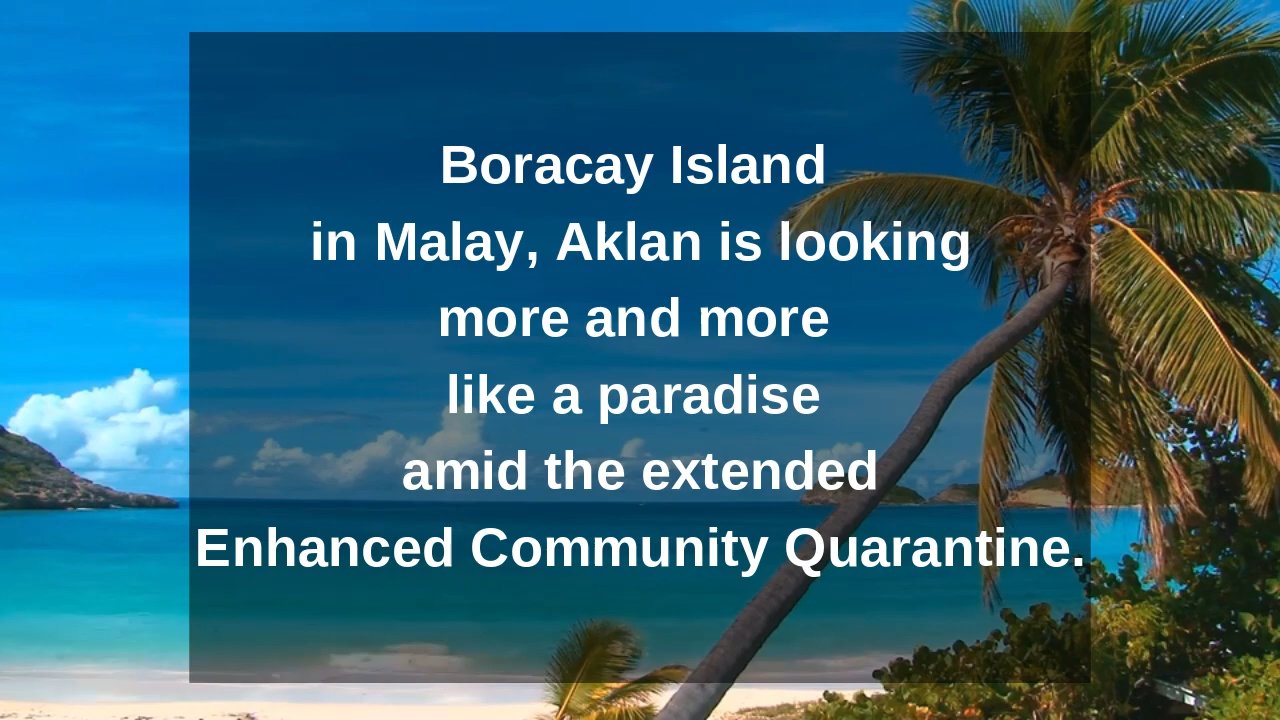 Boracay Island
in Malay, Aklan is looking
more and more
like a paradise
amid the extended
Enhanced Community Quarantine.